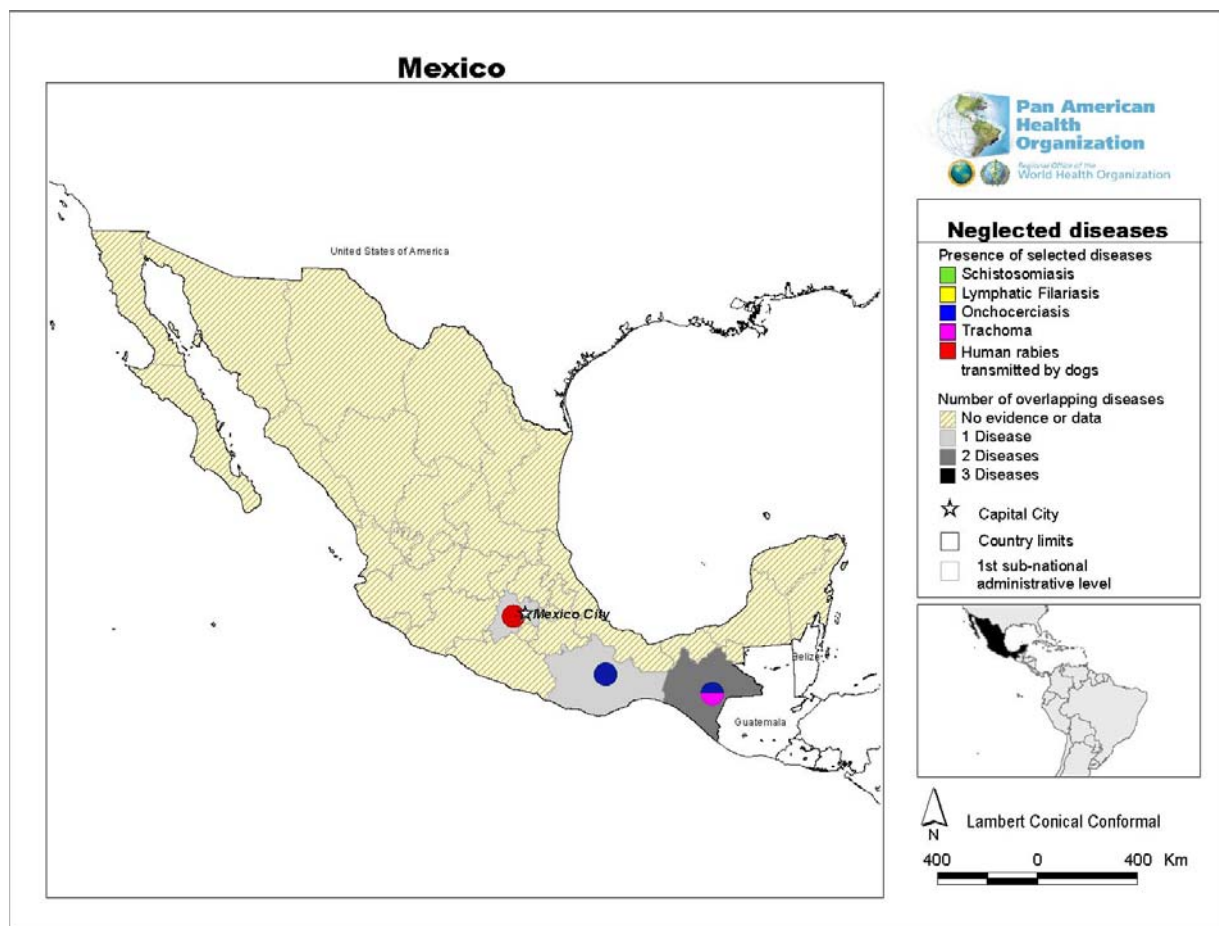 Mexico
United States of America
Mexico City
Belize
Guatemala
Pan American
Health
Organization
Regional Office of the
World Health Organization
Neglected diseases
Presence of selected diseases
Schistosomiasis
Lymphatic Filariasis
Onchocerciasis
Trachoma
Human rabies
transmitted by dogs
Number of overlapping diseases
No evidence or data
1 Disease
2 Diseases
3 Diseases
Capital City
Country limits
1st sub-national
administrative level
N
Lambert Conical Conformal
400 0 400 Km